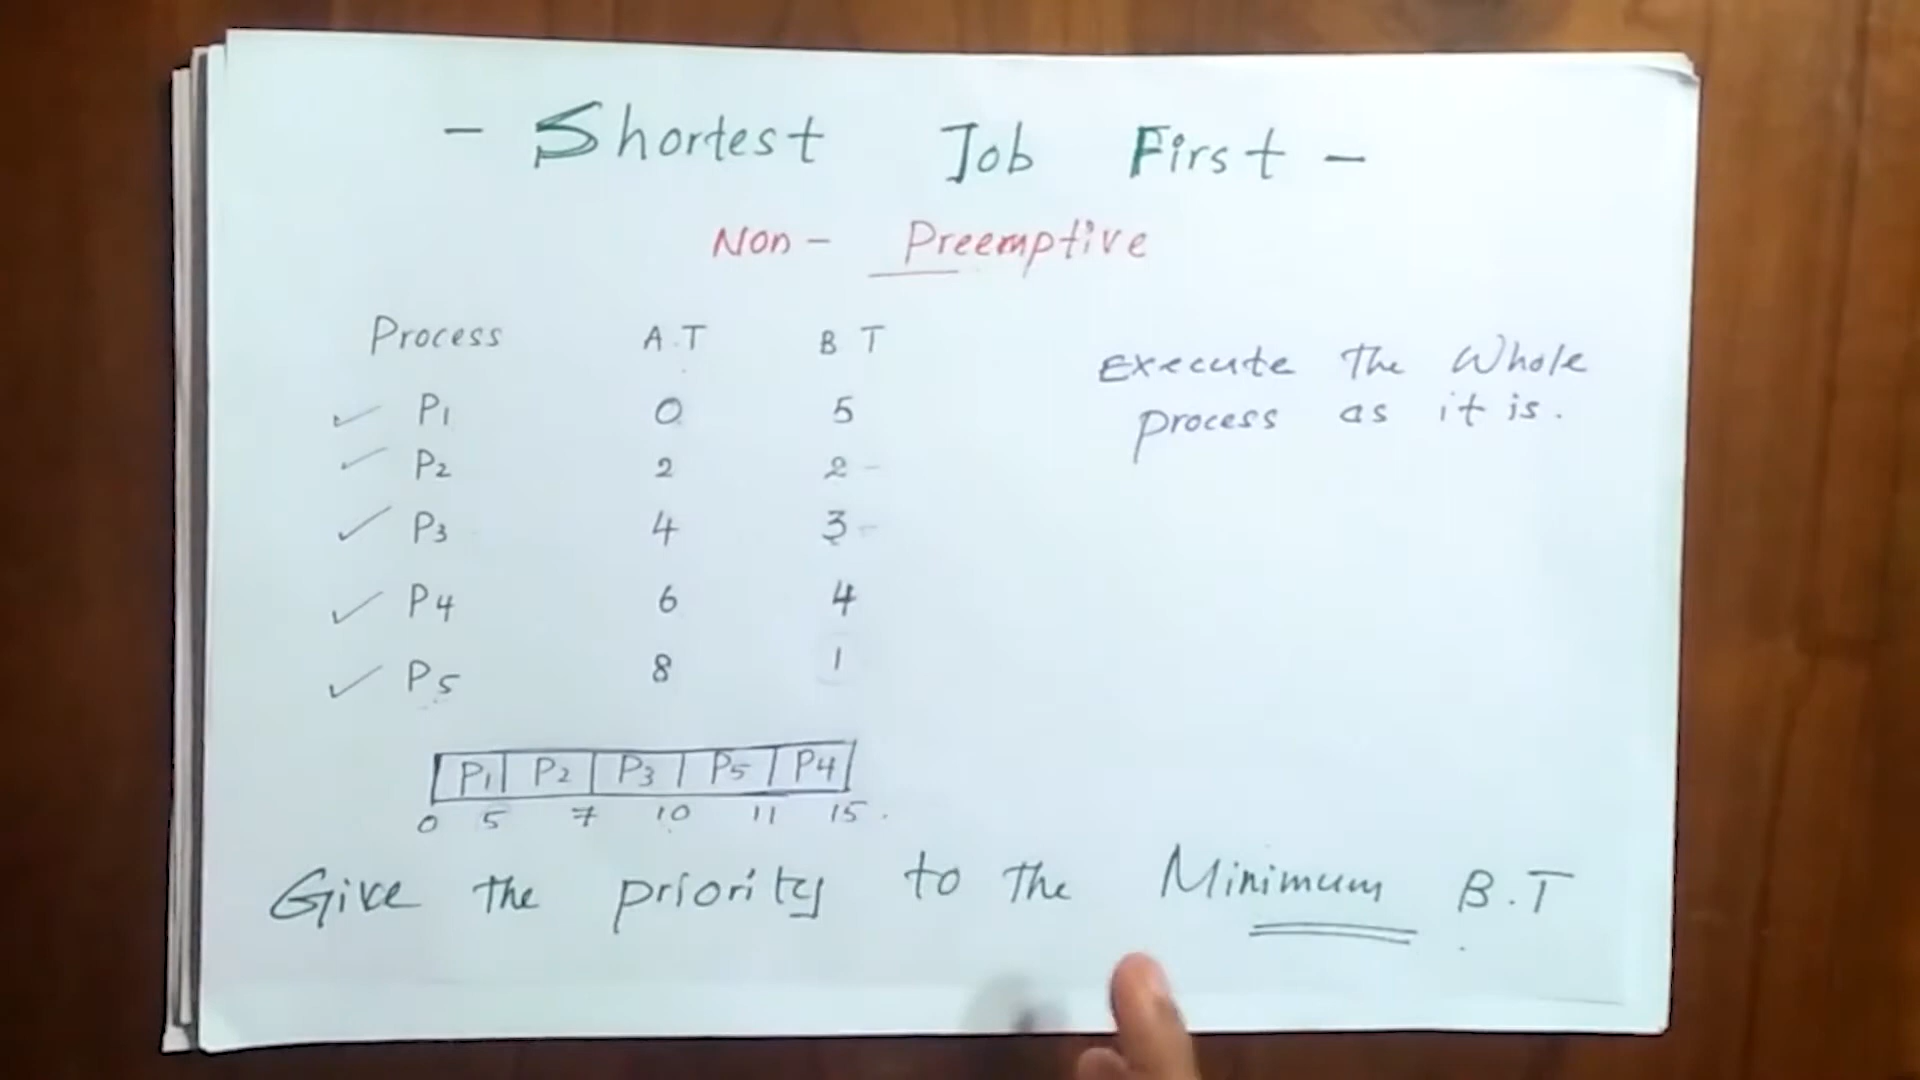 - Shortest Job First -
Non- Preemptive
Process A.T B T
P1 0 5
P2 2 2
P3 4 3
P4 6 4
P5 8 1
Execute The Whole
process as it is.
P1 P2 P3 P5 P4
0 5 7 10 11 15
Give the priority to the Minimum B.T